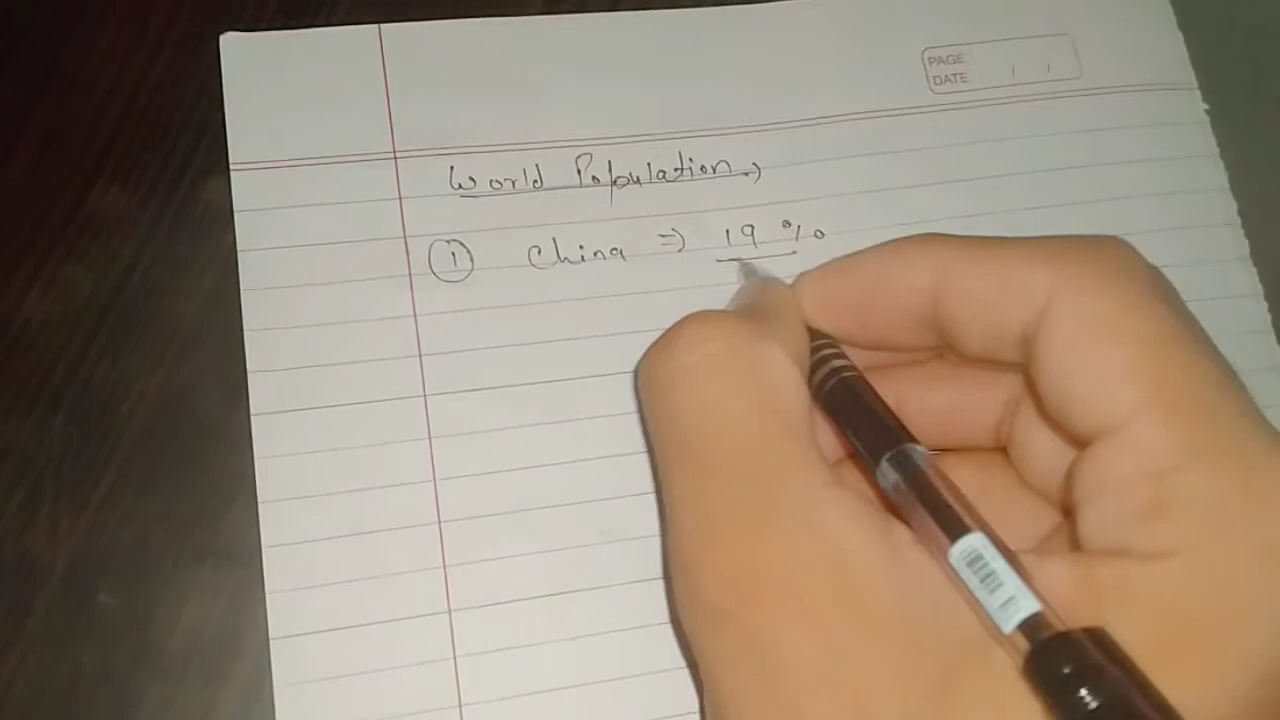 PAGE
DATE / /
World Population →
① China ⇒ 19 %